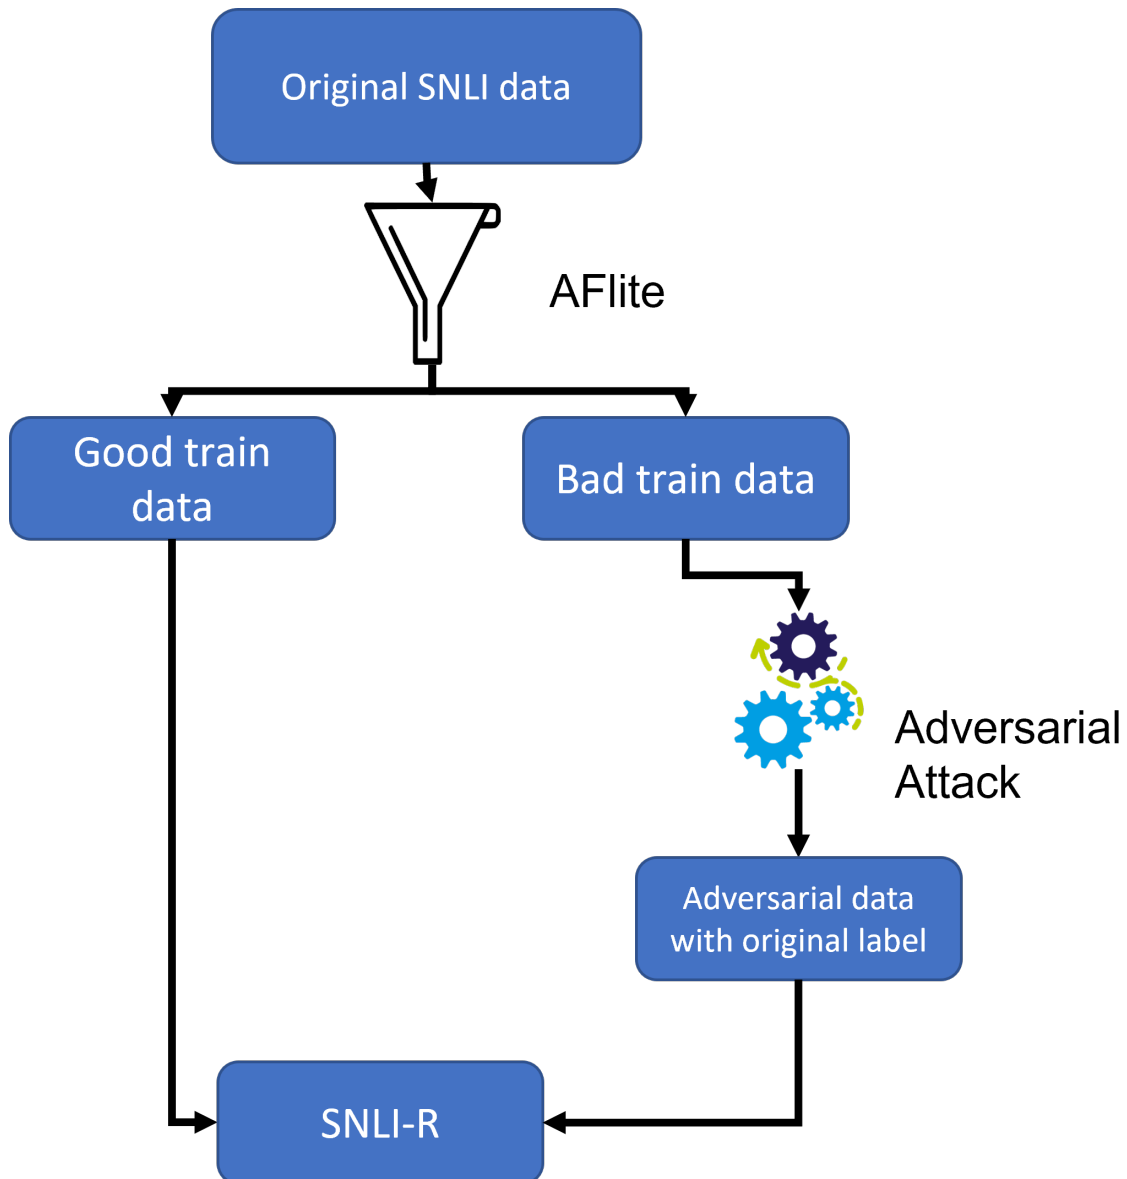 Original SNLI data
AFlite
Good train
data
Bad train data
Adversarial
Attack
Adversarial data
with original label
SNLI-R